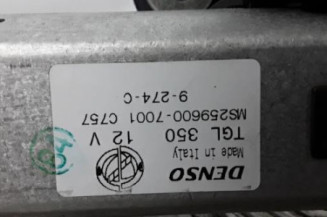 DENSO
Made in Italy
TGL 350 12 V
MS259600-7001 C757
9-274-C